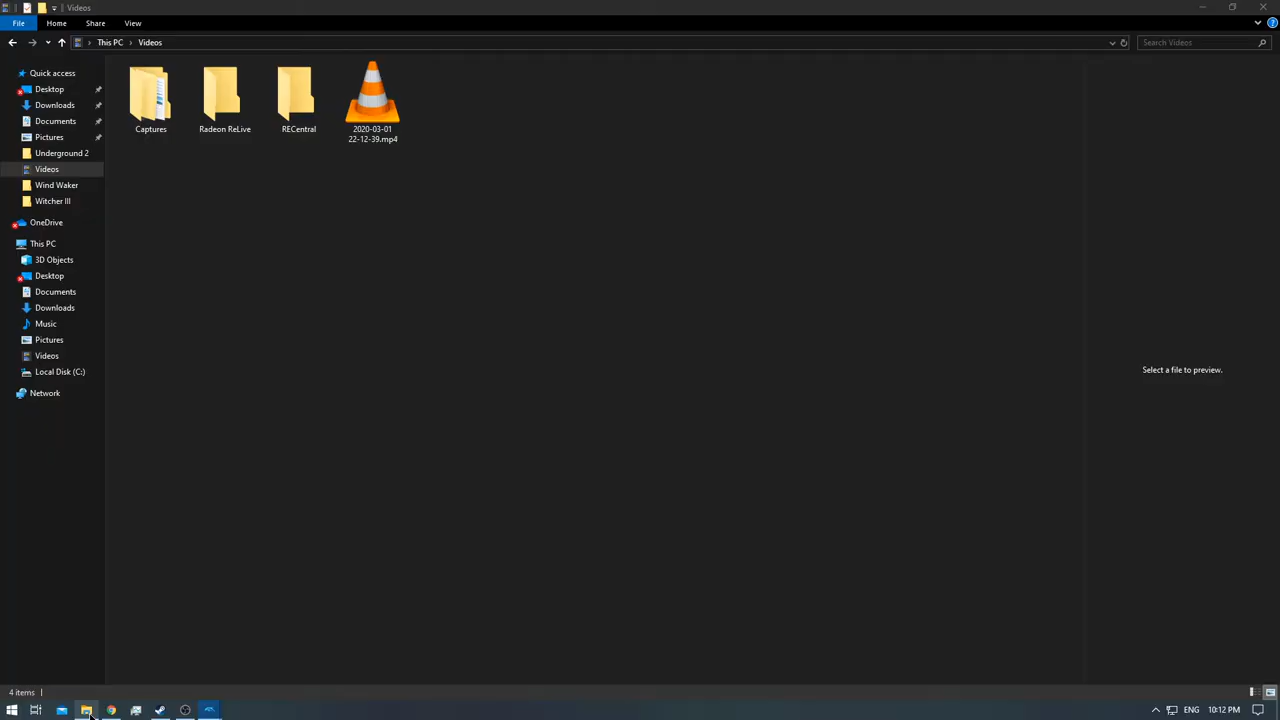 Videos
File Home Share View
This PC Videos
Search Videos
Quick access
Desktop
Downloads
Documents
Pictures
Underground 2
Videos
Wind Waker
Witcher III
OneDrive
This PC
3D Objects
Desktop
Documents
Downloads
Music
Pictures
Videos
Local Disk (C:)
Network
Captures
Radeon ReLive
RECentral
2020-03-01
22-12-39.mp4
Select a file to preview.
4 items
ENG 10:12 PM